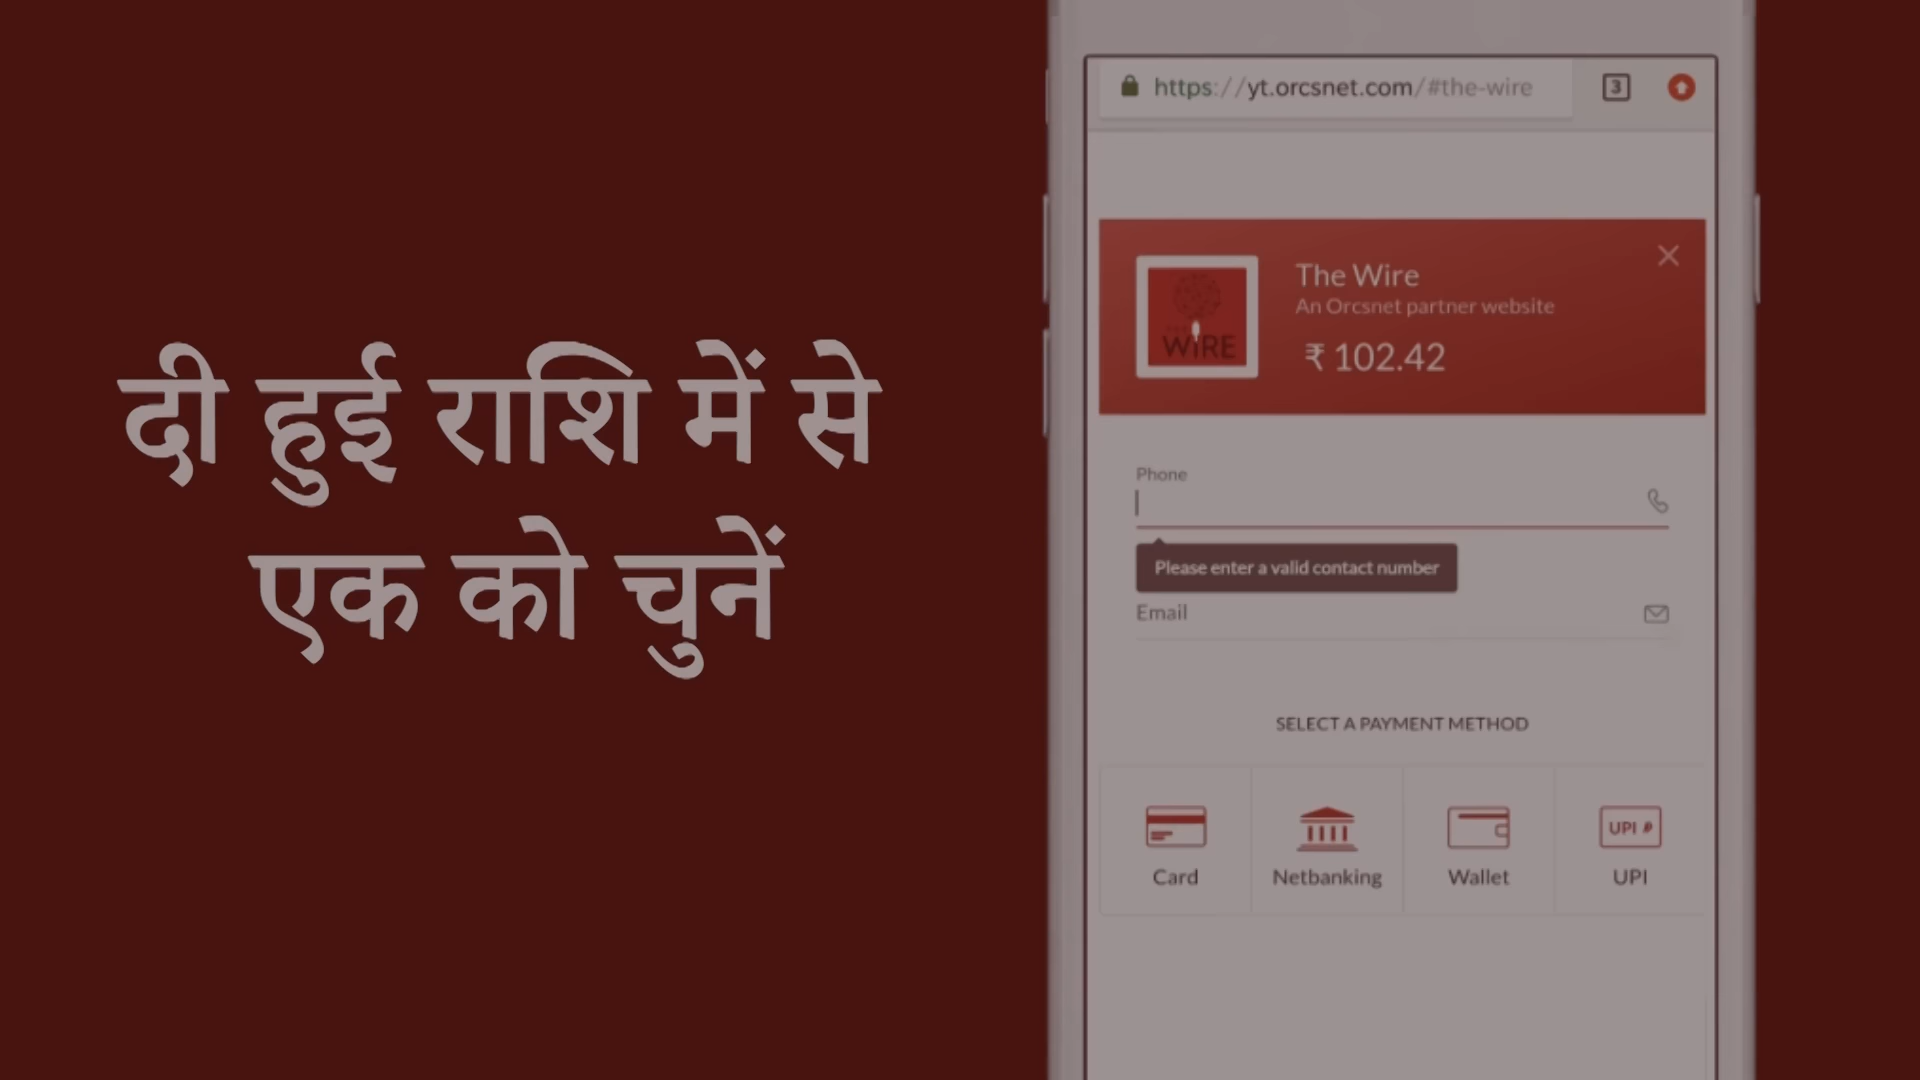 दी हुई राशि में से
एक को चुनें
https://yt.orcsnet.com/#the-wire
3
The Wire
An Orcsnet partner website
₹ 102.42
WIRE
Phone
Please enter a valid contact number
Email
SELECT A PAYMENT METHOD
UPI
Card
Netbanking
Wallet
UPI